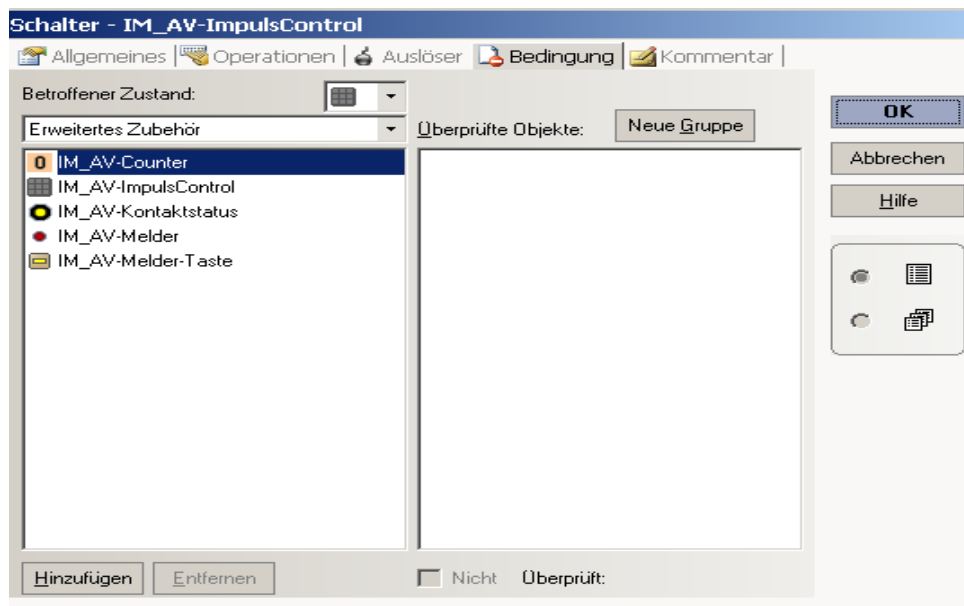 Schalter - IM_AV-ImpulsControl
Allgemeines Operationen Auslöser Bedingung Kommentar
Betroffener Zustand:
Erweitertes Zubehör
Überprüfte Objekte:
Neue Gruppe
0 IM_AV-Counter
IM_AV-ImpulsControl
IM_AV-Kontaktstatus
IM_AV-Melder
IM_AV-Melder-Taste
Hinzufügen
Entfernen
Nicht
Überprüft:
OK
Abbrechen
Hilfe